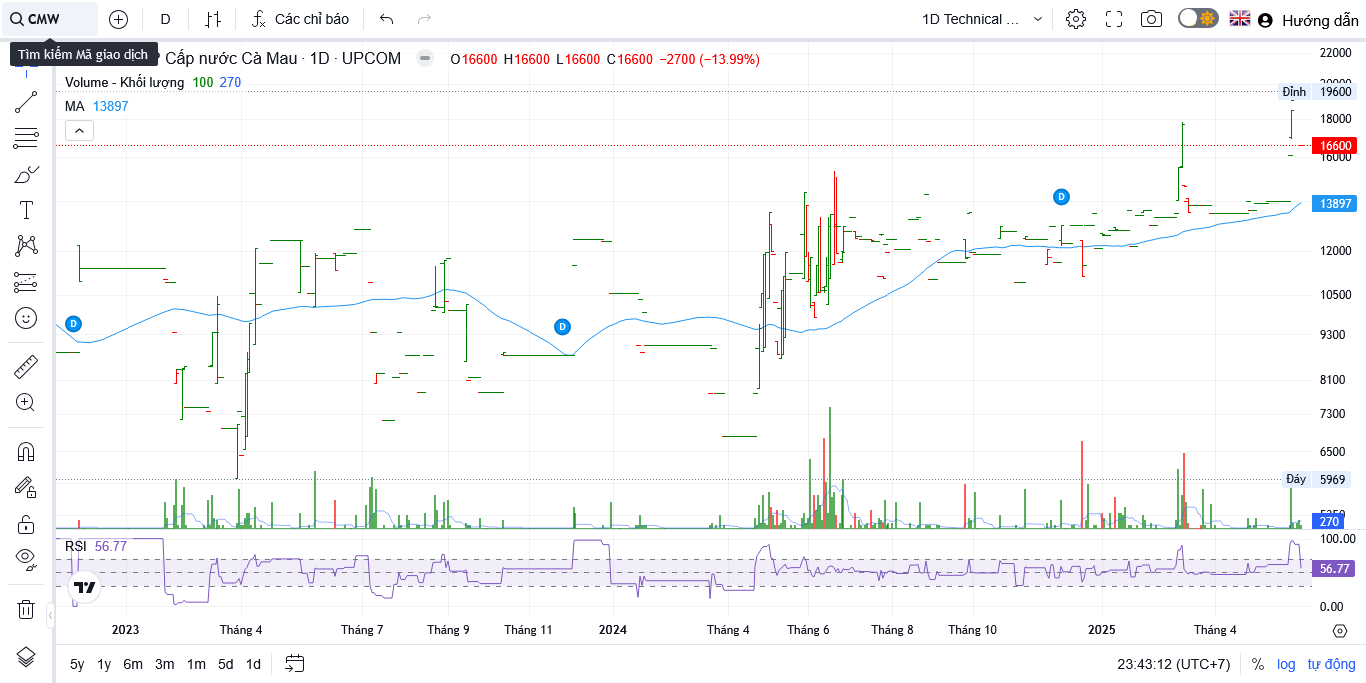 CMW
D
Các chỉ báo
1D Technical ...
Hướng dẫn
Tìm kiếm Mã giao dịch
Cấp nước Cà Mau · 1D · UPCOM
O16600 H16600 L16600 C16600 −2700 (−13.99%)
Volume - Khối lượng 100 270
MA 13897
22000
20000
Đỉnh 19600
18000
16600
16000
D
13897
12000
10500
D
D
9300
8100
7300
6500
Đáy 5969
5250
270
RSI 56.77
100.00
56.77
0.00
2023
Tháng 4
Tháng 7
Tháng 9
Tháng 11
2024
Tháng 4
Tháng 6
Tháng 8
Tháng 10
2025
Tháng 4
5y 1y 6m 3m 1m 5d 1d
23:43:12 (UTC+7)
% log tự động